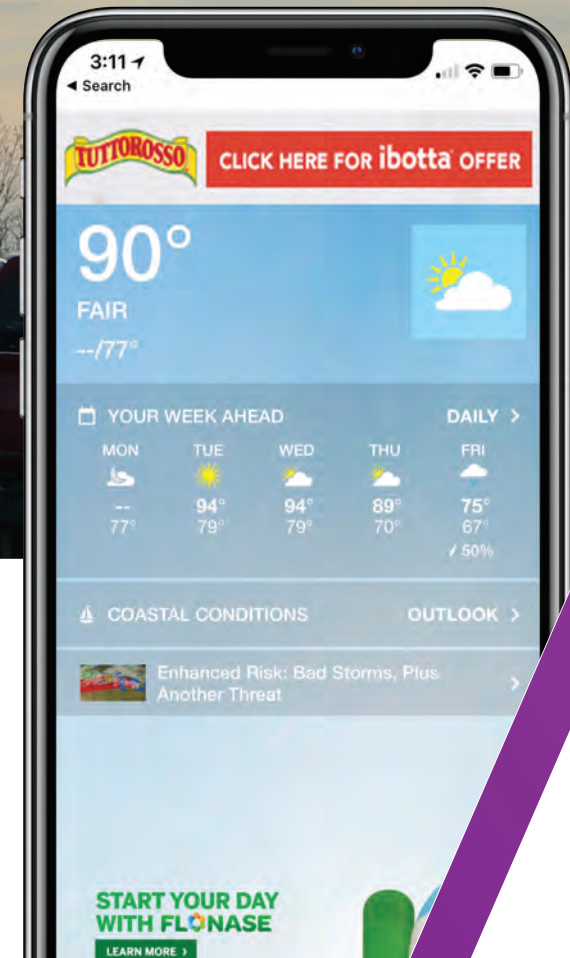 3:11
◀ Search
TUTTOROSSO
CLICK HERE FOR ibotta OFFER
90°
FAIR
--/77°
YOUR WEEK AHEAD
DAILY >
MON TUE WED THU FRI
-- 94° 94° 89° 75°
77° 79° 79° 70° 67°
50%
COASTAL CONDITIONS
OUTLOOK >
Enhanced Risk: Bad Storms, Plus
Another Threat
START YOUR DAY
WITH FLONASE
LEARN MORE >